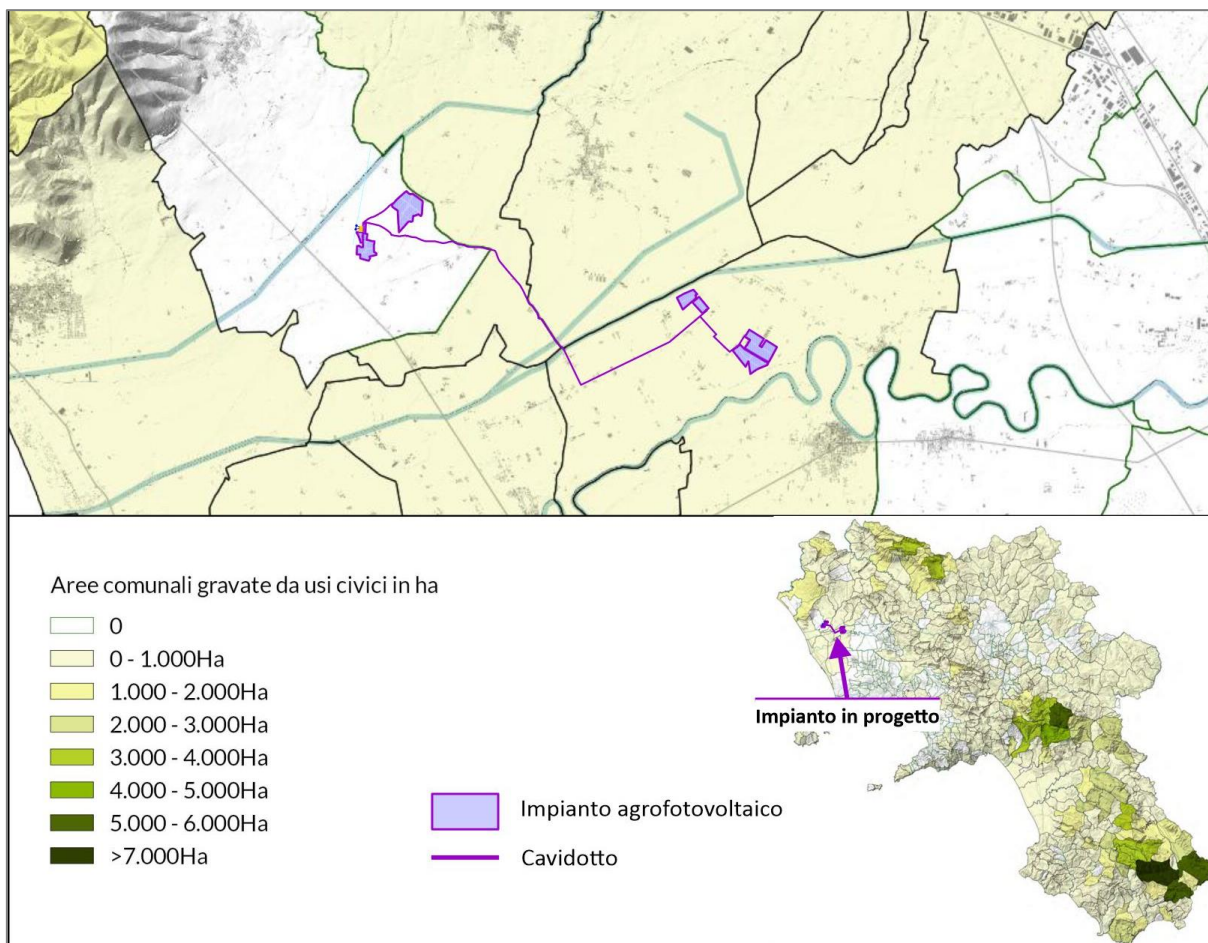 Aree comunali gravate da usi civici in ha
0
0 - 1.000Ha
1.000 - 2.000Ha
2.000 - 3.000Ha
3.000 - 4.000Ha
4.000 - 5.000Ha
5.000 - 6.000Ha
>7.000Ha
Impianto agrofotovoltaico
Cavidotto
Impianto in progetto